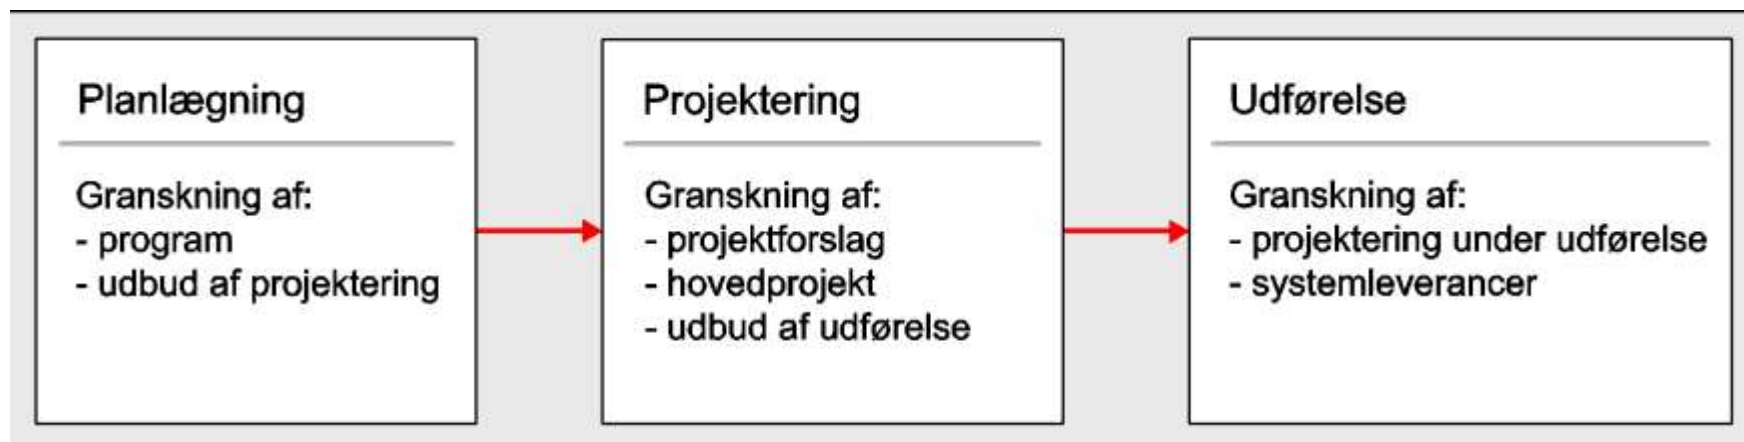 Planlægning
Granskning af:
- program
- udbud af projektering
Projektering
Granskning af:
- projektforslag
- hovedprojekt
- udbud af udførelse
Udførelse
Granskning af:
- projektering under udførelse
- systemleverancer